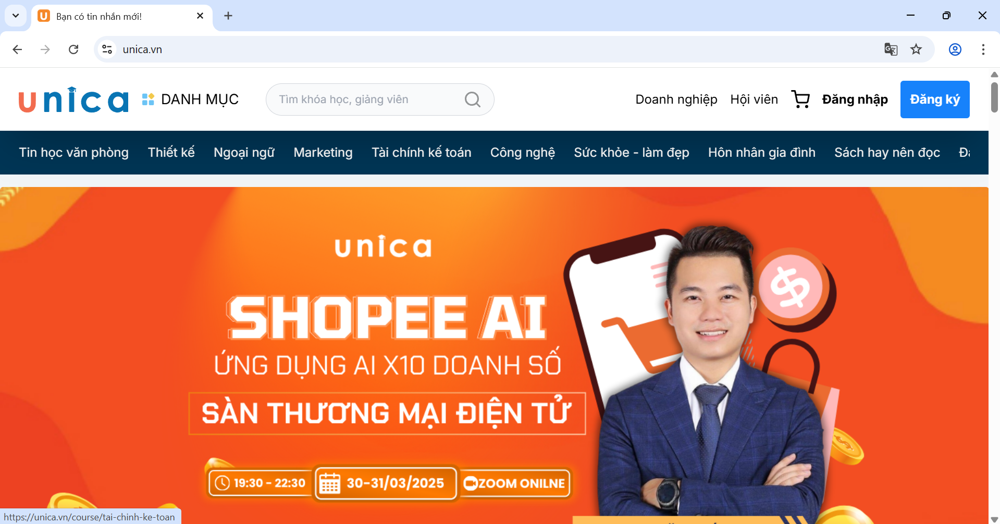 Bạn có tin nhắn mới!
unica.vn
unica
DANH MỤC
Tìm khóa học, giảng viên
Doanh nghiệp
Hội viên
Đăng nhập
Đăng ký
Tin học văn phòng
Thiết kế
Ngoại ngữ
Marketing
Tài chính kế toán
Công nghệ
Sức khỏe - làm đẹp
Hôn nhân gia đình
Sách hay nên đọc
unica
SHOPEE AI
ỨNG DỤNG AI X10 DOANH SỐ
SÀN THƯƠNG MẠI ĐIỆN TỬ
19:30 - 22:30
30-31/03/2025
ZOOM ONILNE
https://unica.vn/course/tai-chinh-ke-toan